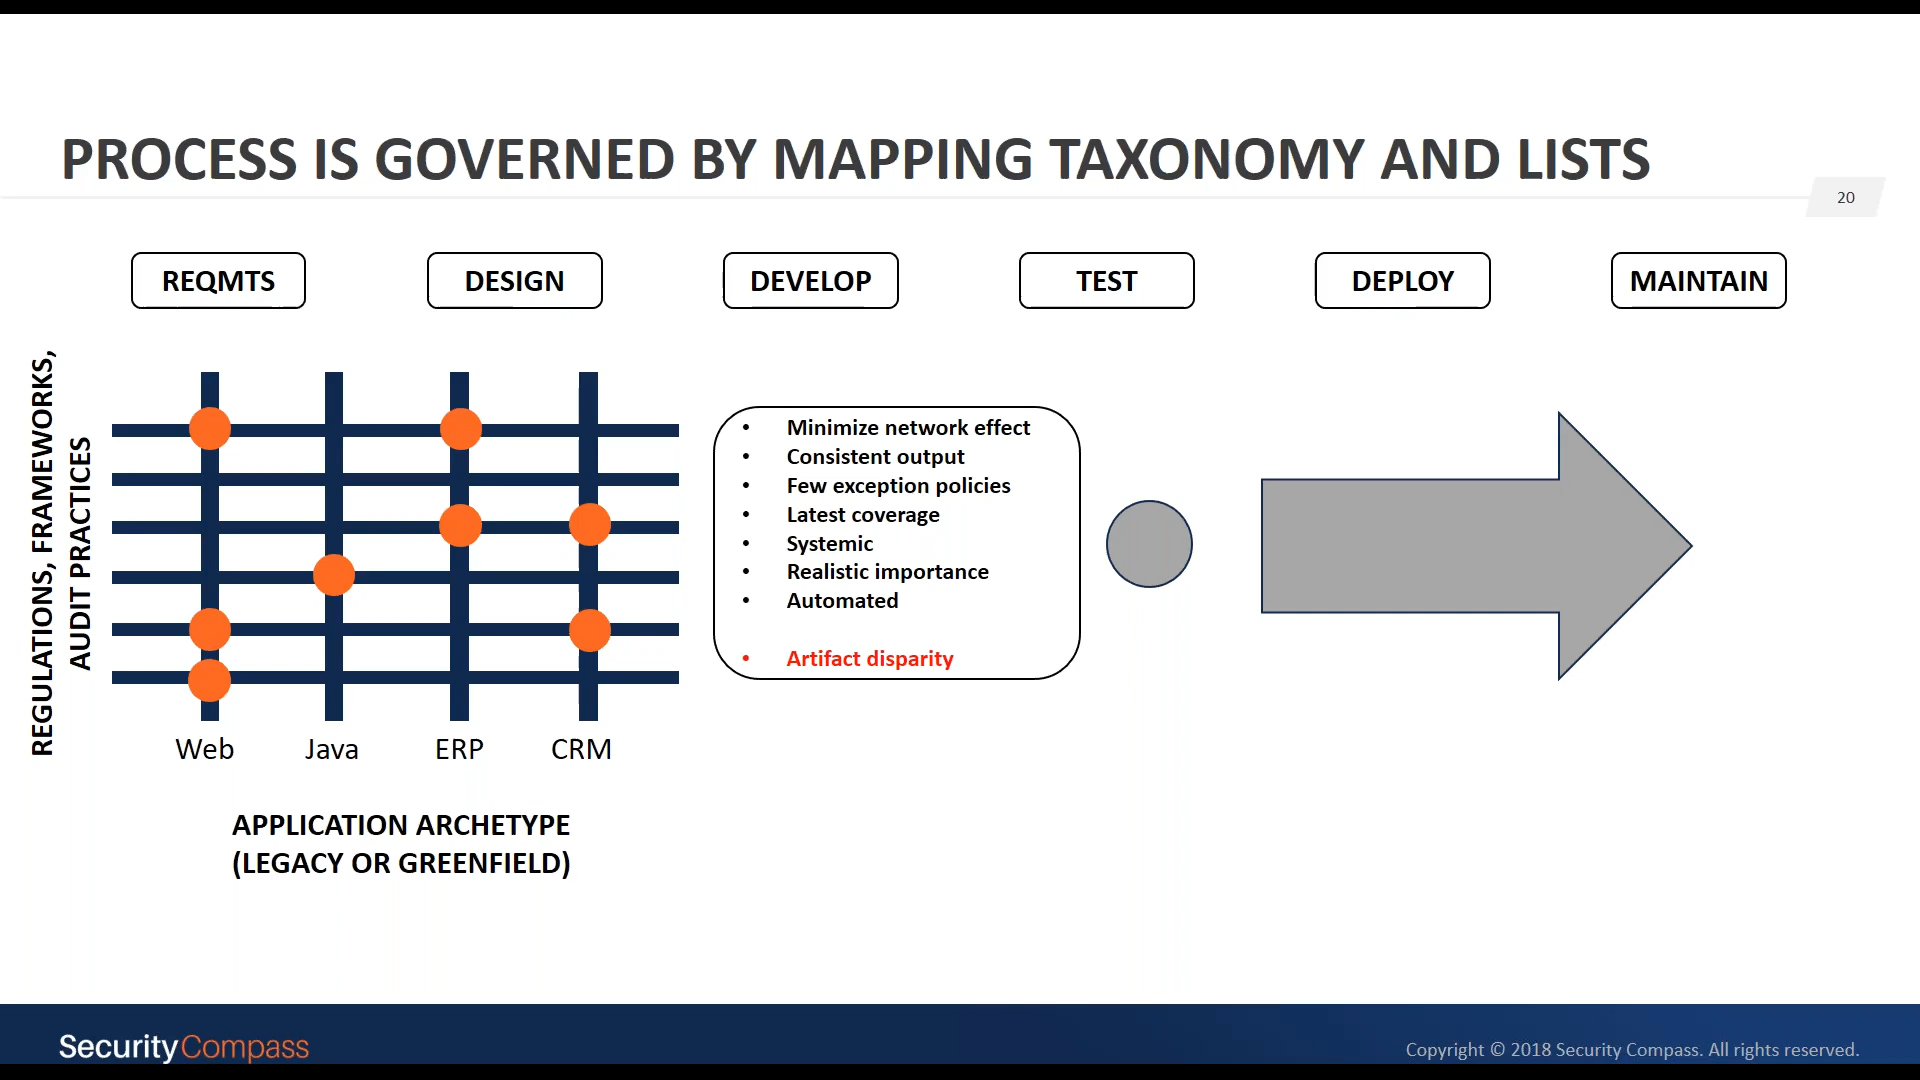 PROCESS IS GOVERNED BY MAPPING TAXONOMY AND LISTS
20
REQMTS
DESIGN
DEVELOP
TEST
DEPLOY
MAINTAIN
REGULATIONS, FRAMEWORKS,
AUDIT PRACTICES
• Minimize network effect
• Consistent output
• Few exception policies
• Latest coverage
• Systemic
• Realistic importance
• Automated
• Artifact disparity
Web
Java
ERP
CRM
APPLICATION ARCHETYPE
(LEGACY OR GREENFIELD)
SecurityCompass
Copyright © 2018 Security Compass. All rights reserved.